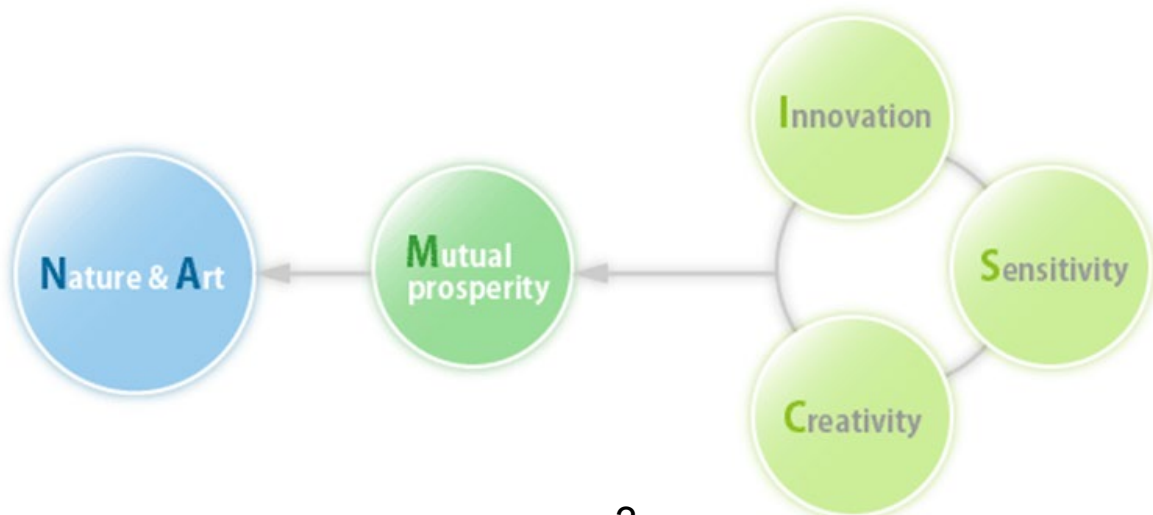 Innovation
Nature & Art
Mutual
prosperity
Sensitivity
Creativity